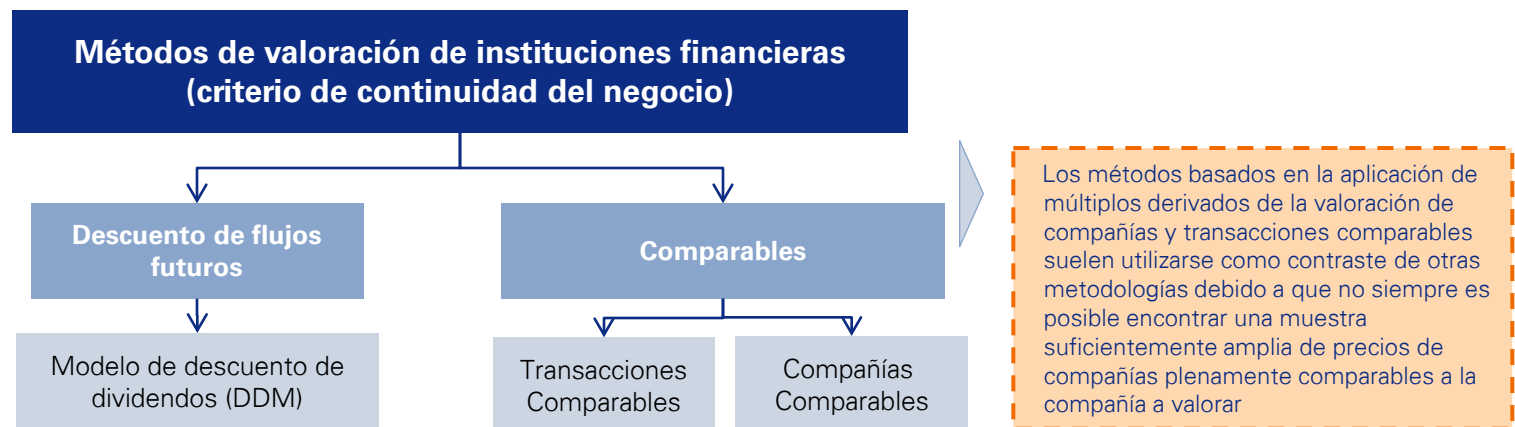 Métodos de valoración de instituciones financieras
(criterio de continuidad del negocio)
Descuento de flujos
futuros
Comparables
Modelo de descuento de
dividendos (DDM)
Transacciones
Comparables
Compañías
Comparables
Los métodos basados en la aplicación de
múltiplos derivados de la valoración de
compañías y transacciones comparables
suelen utilizarse como contraste de otras
metodologías debido a que no siempre es
posible encontrar una muestra
suficientemente amplia de precios de
compañías plenamente comparables a la
compañía a valorar